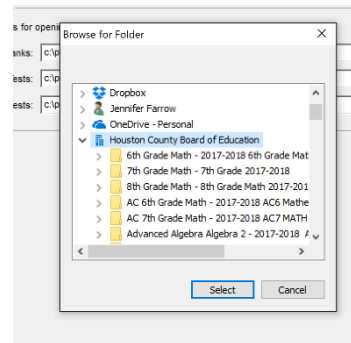 s for openi
Browse for Folder
anks: c:\p
ests: c:\p
ests: c:\p
Dropbox
Jennifer Farrow
OneDrive - Personal
Houston County Board of Education
6th Grade Math - 2017-2018 6th Grade Mat
7th Grade Math - 7th Grade 2017-2018
8th Grade Math - 8th Grade Math 2017-201
AC 6th Grade Math - 2017-2018 AC6 Mathe
AC 7th Grade Math - 2017-2018 AC7 MATH
Advanced Algebra Algebra 2 - 2017-2018 A
Select Cancel